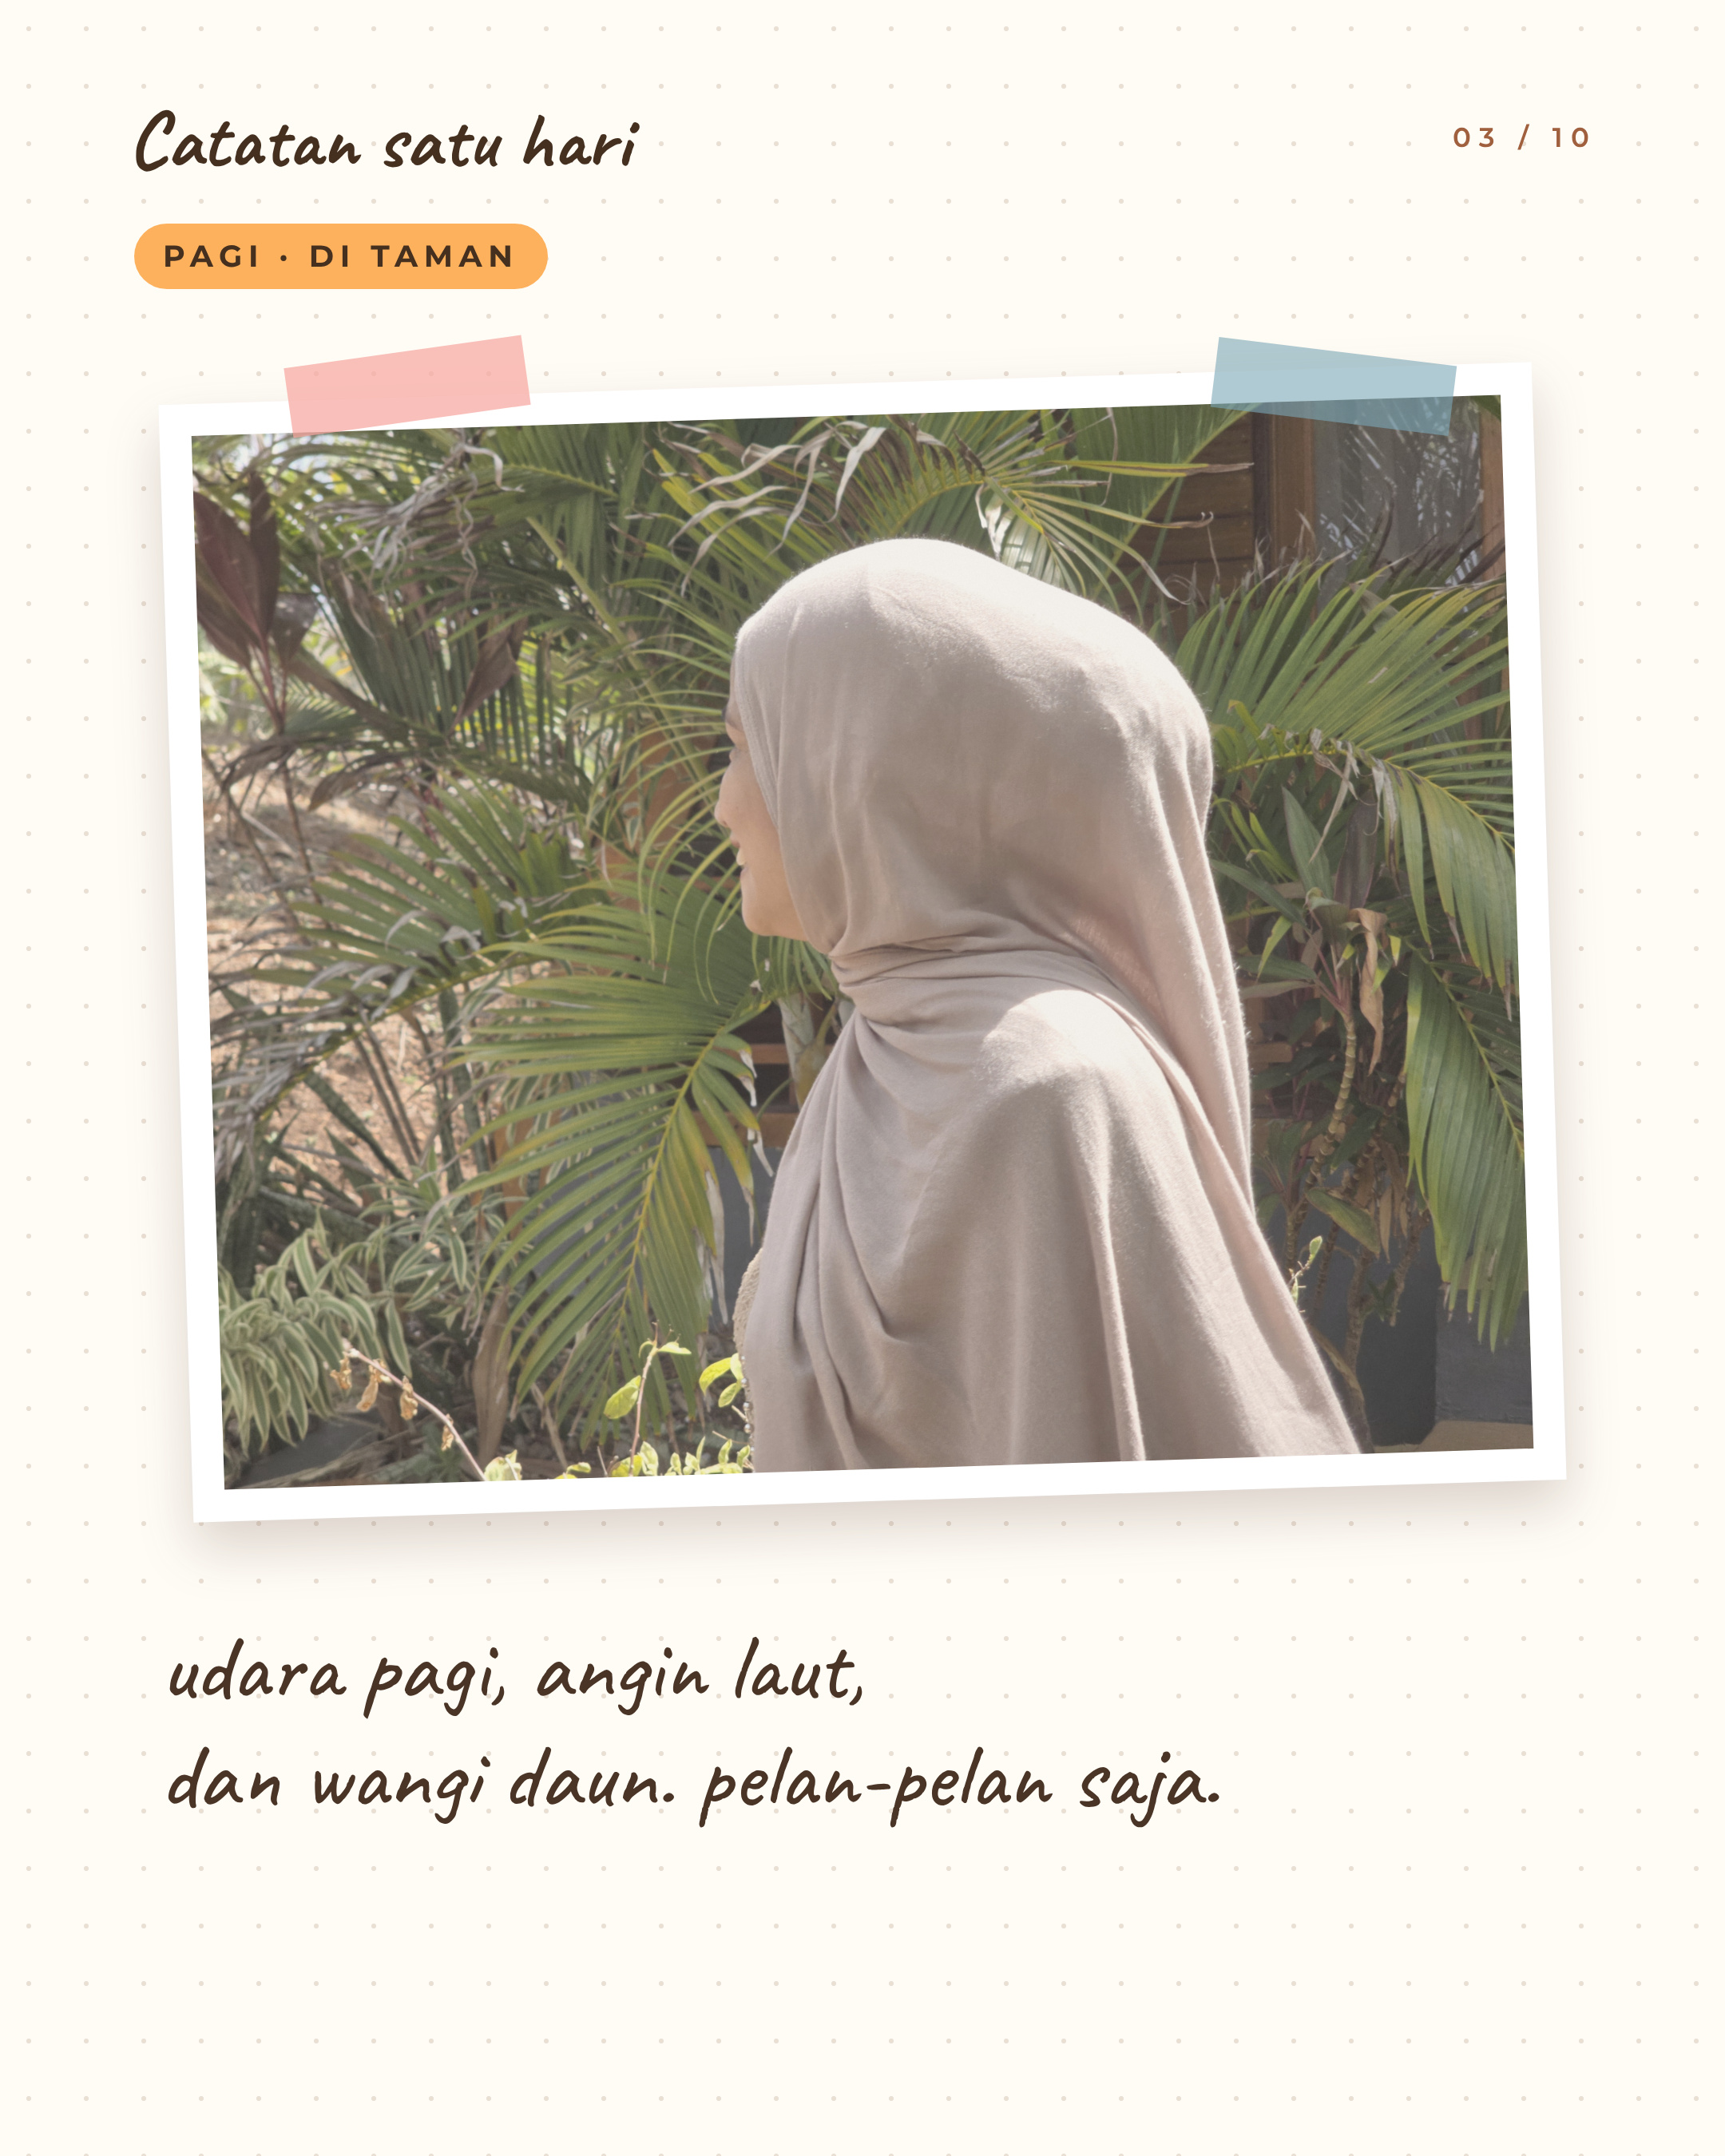 Catatan satu hari
03 / 10
PAGI · DI TAMAN
udara pagi, angin laut,
dan wangi daun. pelan-pelan saja.